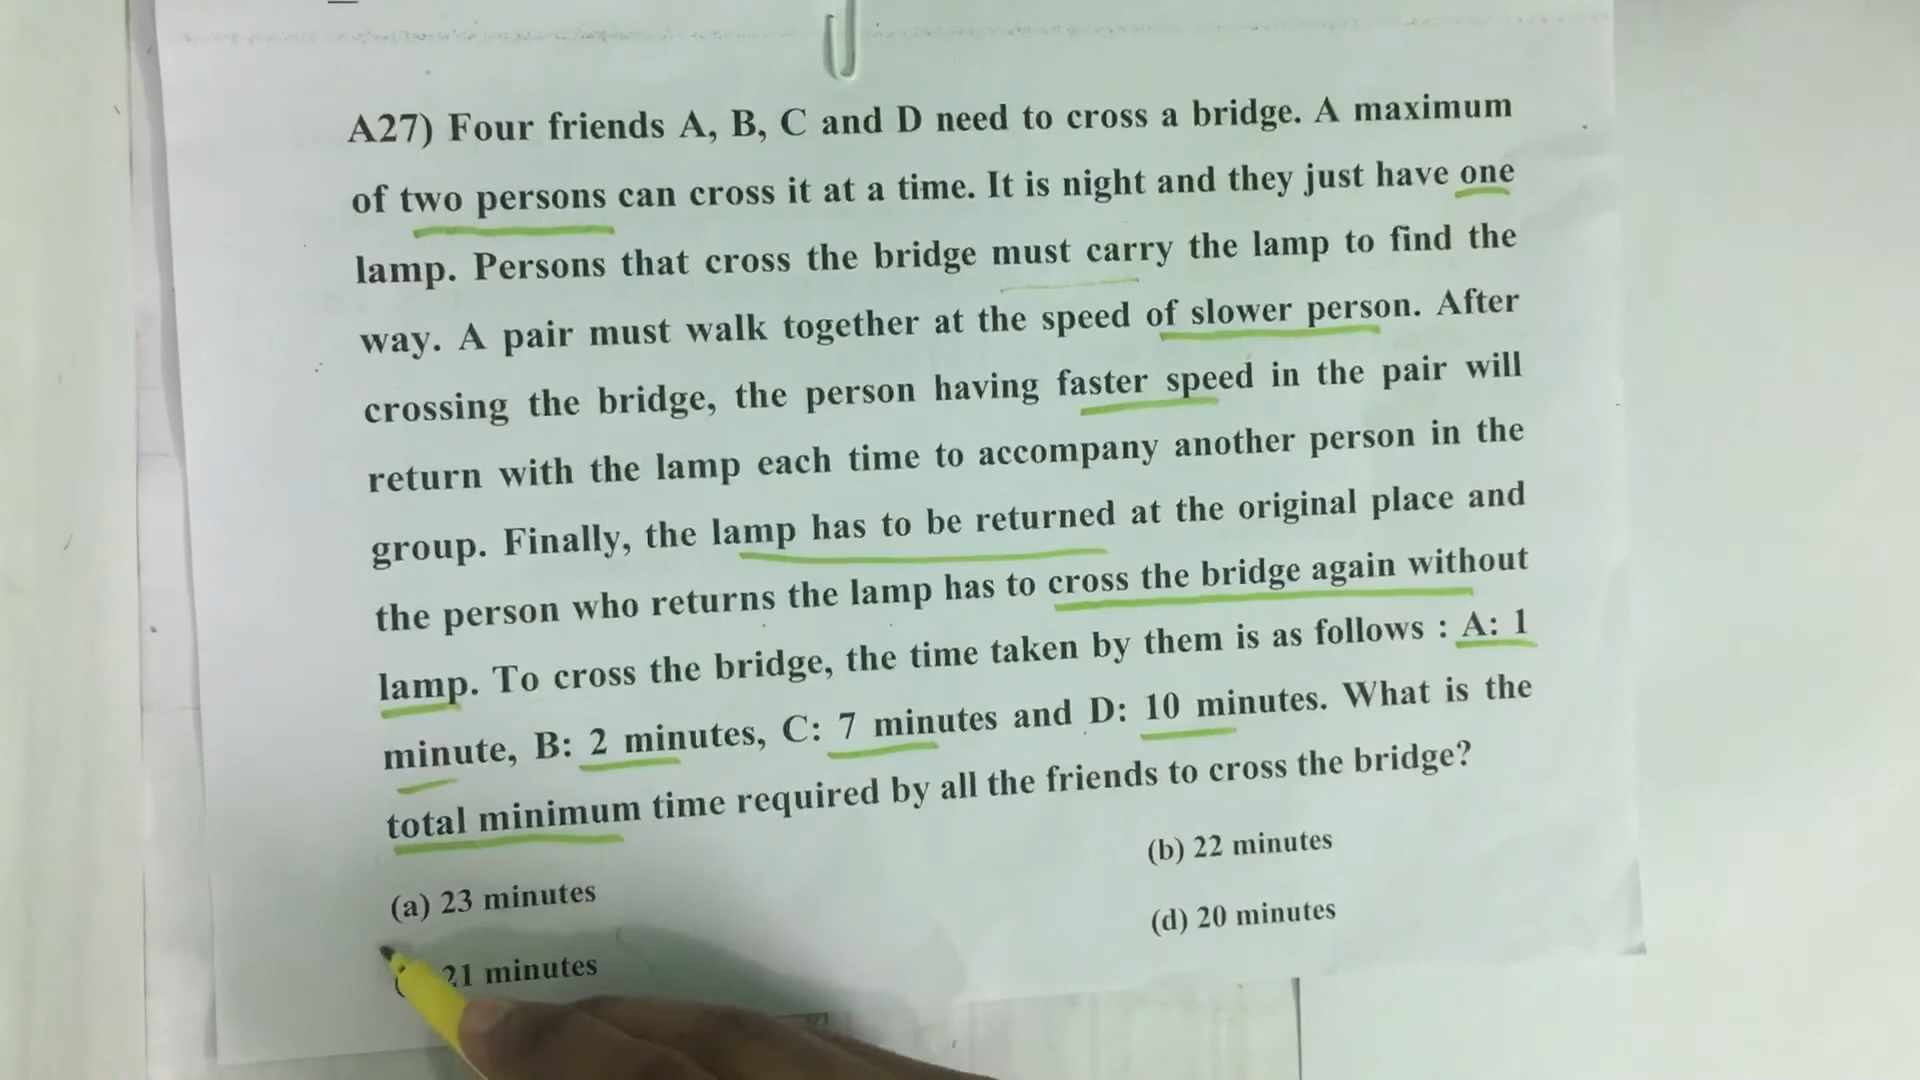 A27) Four friends A, B, C and D need to cross a bridge. A maximum
of two persons can cross it at a time. It is night and they just have one
lamp. Persons that cross the bridge must carry the lamp to find the
way. A pair must walk together at the speed of slower person. After
crossing the bridge, the person having faster speed in the pair will
return with the lamp each time to accompany another person in the
group. Finally, the lamp has to be returned at the original place and
the person who returns the lamp has to cross the bridge again without
lamp. To cross the bridge, the time taken by them is as follows : A: 1
minute, B: 2 minutes, C: 7 minutes and D: 10 minutes. What is the
total minimum time required by all the friends to cross the bridge?
(a) 23 minutes
(b) 22 minutes
21 minutes
(d) 20 minutes